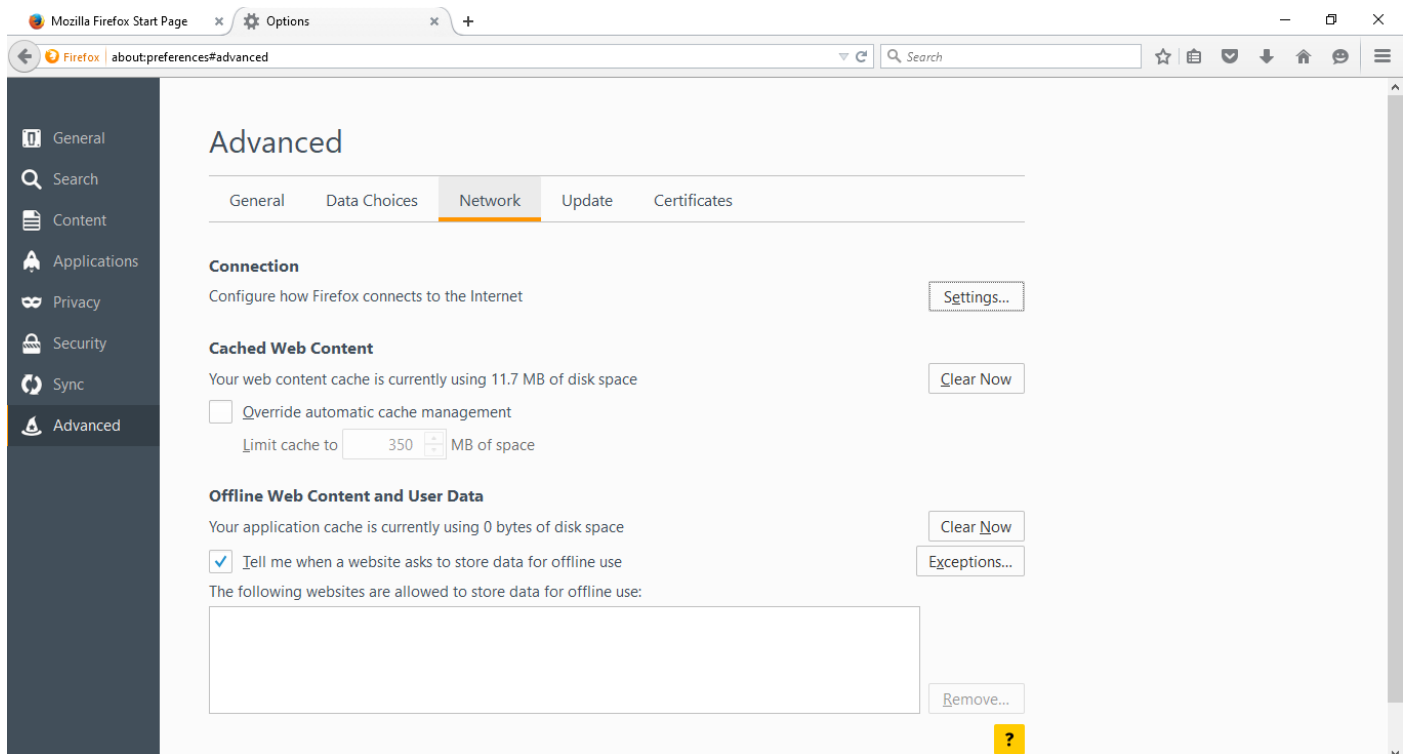 Mozilla Firefox Start Page
Options
Firefox about:preferences#advanced
Search
General
Search
Content
Applications
Privacy
Security
Sync
Advanced
Advanced
General Data Choices Network Update Certificates
Connection
Configure how Firefox connects to the Internet Settings...
Cached Web Content
Your web content cache is currently using 11.7 MB of disk space Clear Now
Override automatic cache management
Limit cache to 350 MB of space
Offline Web Content and User Data
Your application cache is currently using 0 bytes of disk space Clear Now
Tell me when a website asks to store data for offline use Exceptions...
The following websites are allowed to store data for offline use:
Remove...
?